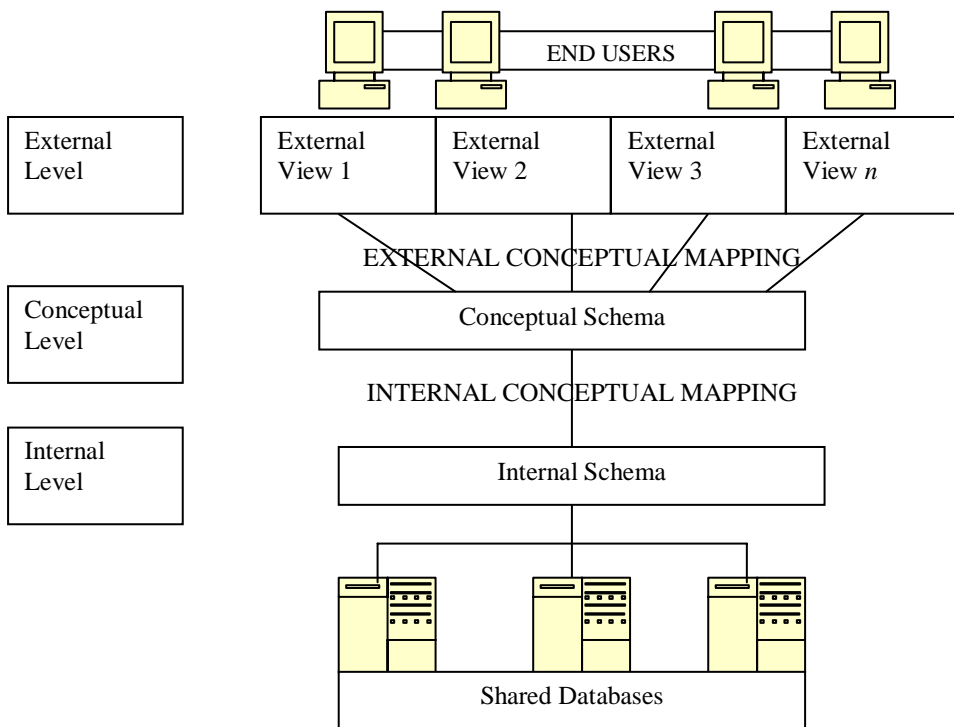 END USERS
External
Level
External
View 1
External
View 2
External
View 3
External
View n
EXTERNAL CONCEPTUAL MAPPING
Conceptual
Level
Conceptual Schema
INTERNAL CONCEPTUAL MAPPING
Internal
Level
Internal Schema
Shared Databases